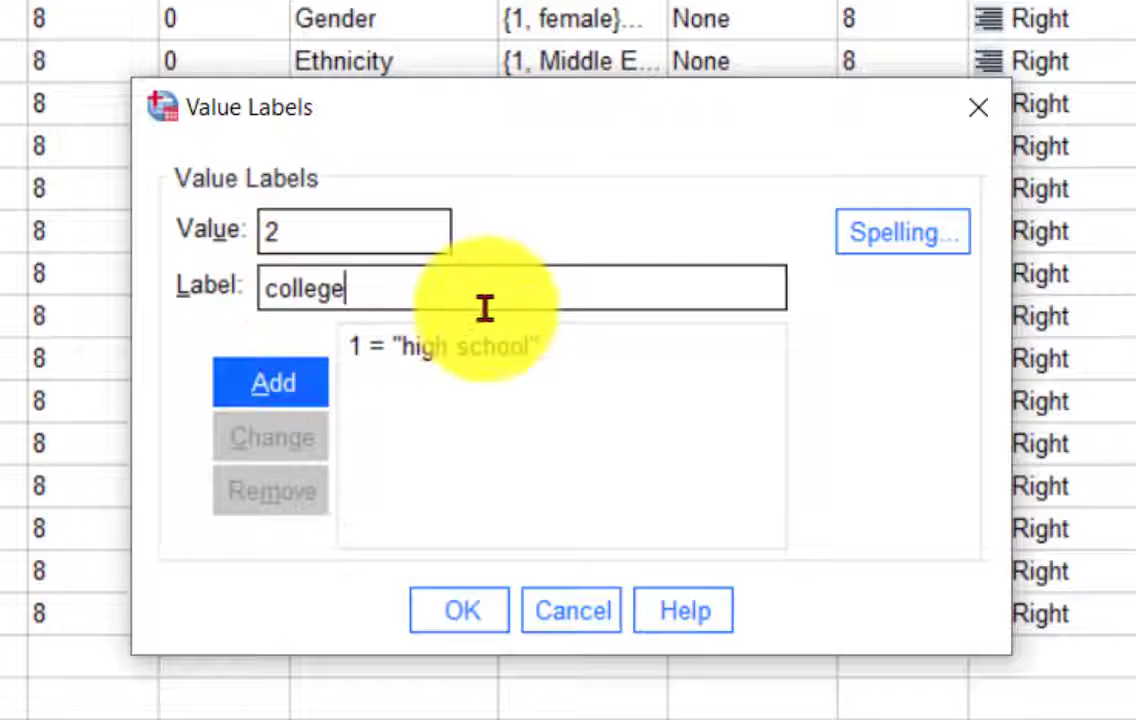 8 0 Gender {1, female}... None 8 Right
8 0 Ethnicity {1, Middle E... None 8 Right
Value Labels
8 Right
8 Right
Value Labels
8 Right
Value: 2 Spelling...
8 Right
Label: college
8 Right
8 Right
1 = "high school"
8 Right
Add
8 Right
Change
8 Right
Remove
8 Right
8 Right
8 Right
OK Cancel Help
8 Right